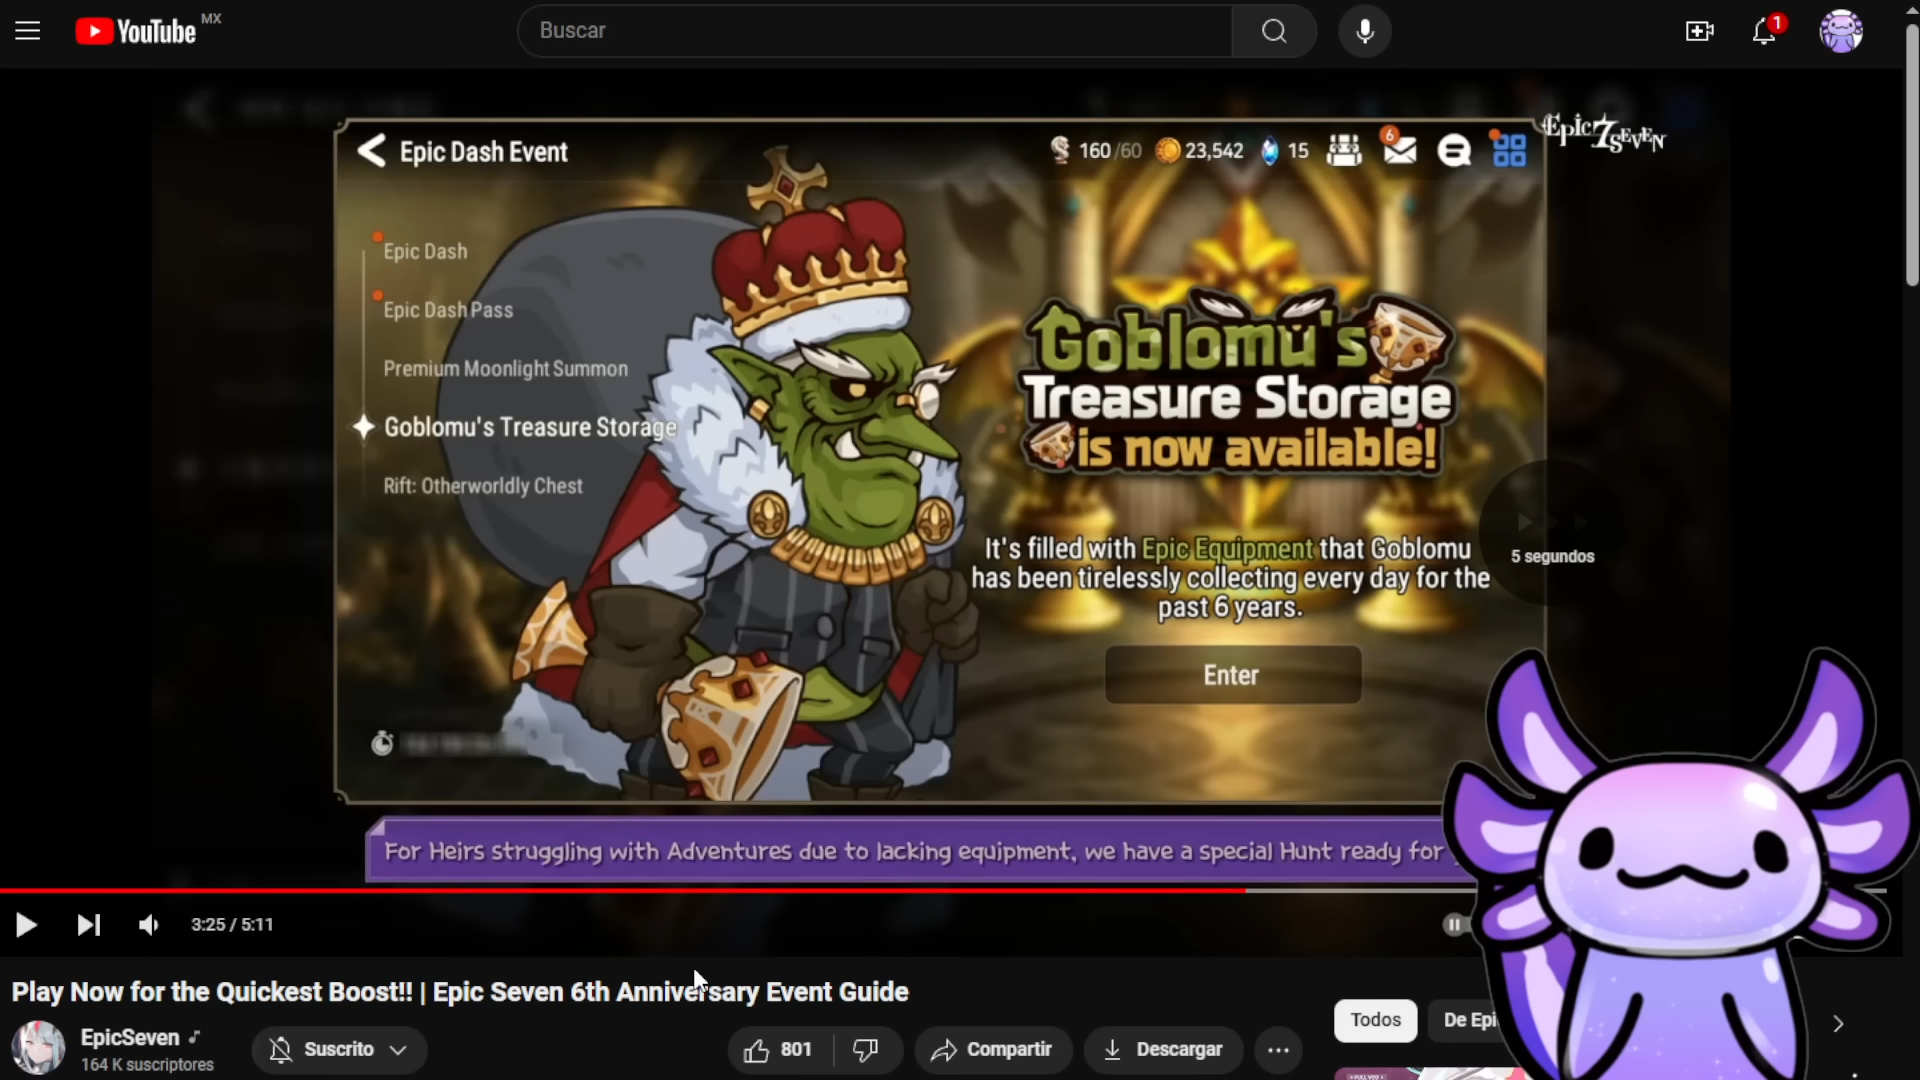 YouTube MX
Buscar
1
Epic Dash Event
160/60
23,542
15
6
Epic Seven
Epic Dash
Epic Dash Pass
Premium Moonlight Summon
Goblomu's Treasure Storage
Rift: Otherworldly Chest
Goblomu's
Treasure Storage
is now available!
It's filled with Epic Equipment that Goblomu
has been tirelessly collecting every day for the
past 6 years.
5 segundos
Enter
For Heirs struggling with Adventures due to lacking equipment, we have a special Hunt ready for
3:25 / 5:11
Play Now for the Quickest Boost!! | Epic Seven 6th Anniversary Event Guide
EpicSeven
164 K suscriptores
Suscrito
801
Compartir
Descargar
Todos
De Epi